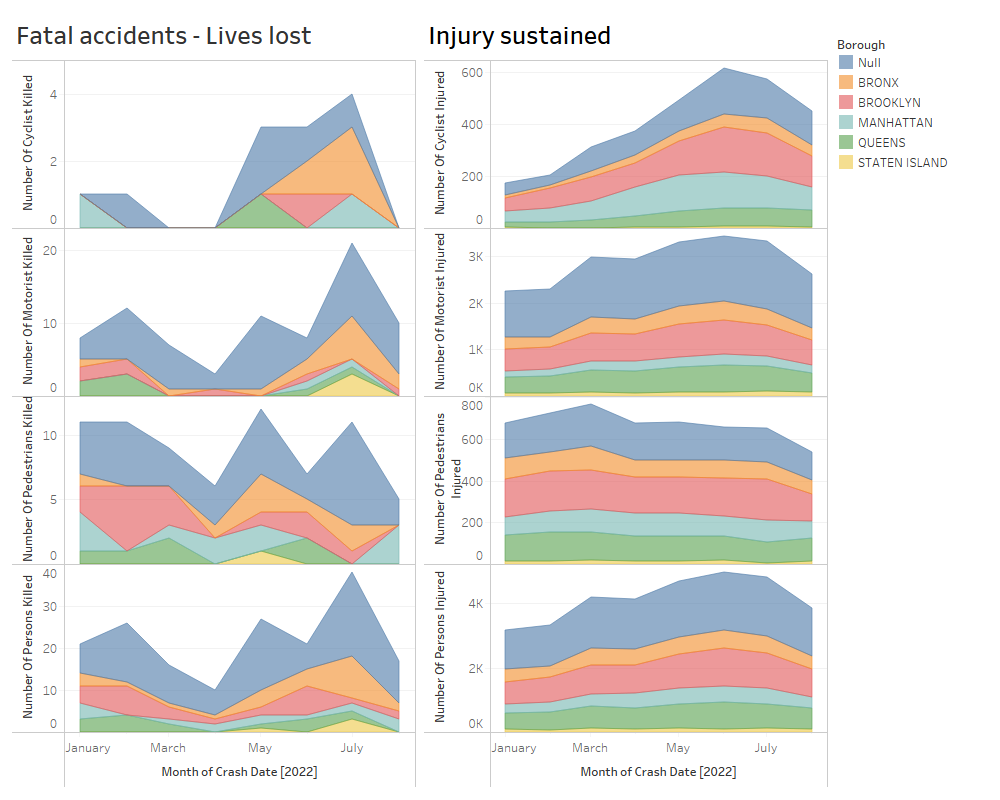 Fatal accidents - Lives lost
Number Of Cyclist Killed
4
2
0
Number Of Motorist Killed
20
10
0
Number Of Pedestrians Killed
10
5
0
Number Of Persons Killed
40
30
20
10
0
January
March
May
July
Month of Crash Date [2022]
Injury sustained
Number Of Cyclist Injured
600
400
200
0
Number Of Motorist Injured
3K
2K
1K
0K
Number Of Pedestrians
Injured
800
600
400
200
0
Number Of Persons Injured
4K
2K
0K
January
March
May
July
Month of Crash Date [2022]
Borough
Null
BRONX
BROOKLYN
MANHATTAN
QUEENS
STATEN ISLAND